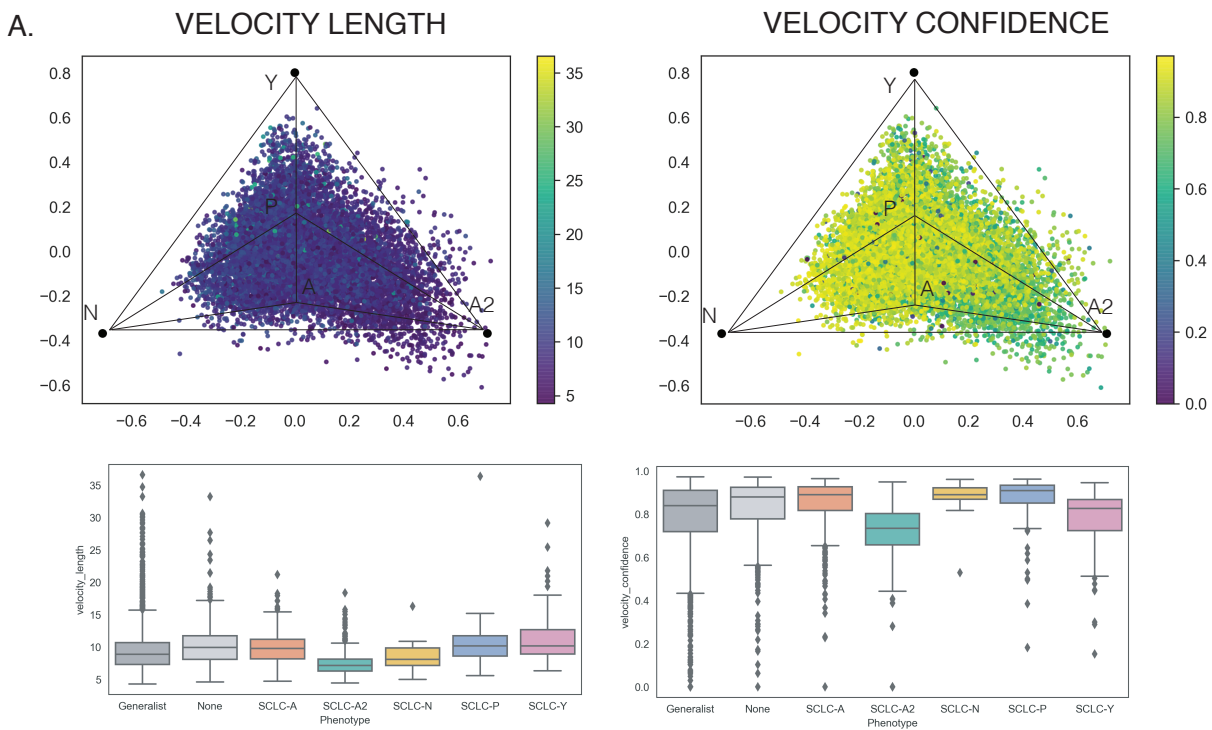 A.
VELOCITY LENGTH
VELOCITY CONFIDENCE
0.8
0.6
0.4
0.2
0.0
−0.2
−0.4
−0.6
−0.6
−0.4
−0.2
0.0
0.2
0.4
0.6
Y
P
A
N
A2
35
30
25
20
15
10
5
0.8
0.6
0.4
0.2
0.0
−0.2
−0.4
−0.6
−0.6
−0.4
−0.2
0.0
0.2
0.4
0.6
Y
P
A
N
A2
0.8
0.6
0.4
0.2
0.0
velocity_length
35
30
25
20
15
10
5
Generalist
None
SCLC-A
SCLC-A2
SCLC-N
SCLC-P
SCLC-Y
Phenotype
velocity_confidence
1.0
0.8
0.6
0.4
0.2
0.0
Generalist
None
SCLC-A
SCLC-A2
SCLC-N
SCLC-P
SCLC-Y
Phenotype